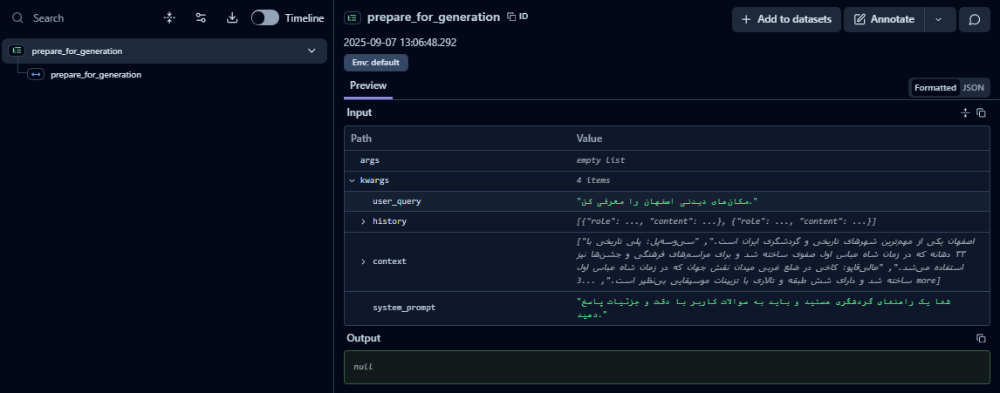 Search
Timeline
prepare_for_generation
prepare_for_generation
prepare_for_generation
ID
Add to datasets
Annotate
2025-09-07 13:06:48.292
Env: default
Preview
Formatted
JSON
Input
Path
Value
args
empty list
kwargs
4 items
user_query
"مکان‌های دیدنی اصفهان را معرفی کن."
history
[{"role": ..., "content": ...}, {"role": ..., "content": ...}]
context
["اصفهان یکی از مهم‌ترین شهرهای تاریخی و گردشگری ایران است.", "سی‌وسه‌پل: پلی تاریخی با
۳۳ دهانه که در زمان شاه عباس اول صفوی ساخته شد و برای مراسم‌های فرهنگی و جشن‌ها نیز
استفاده می‌شد.", "عالی‌قاپو: کاخی در ضلع غربی میدان نقش جهان که در زمان شاه عباس اول
ساخته شد و دارای شش طبقه و تالاری با تزیینات موسیقایی بی‌نظیر است.", ...3 more]
system_prompt
"شما یک راهنمای گردشگری هستید و باید به سوالات کاربر با دقت و جزئیات پاسخ
دهید."
Output
null